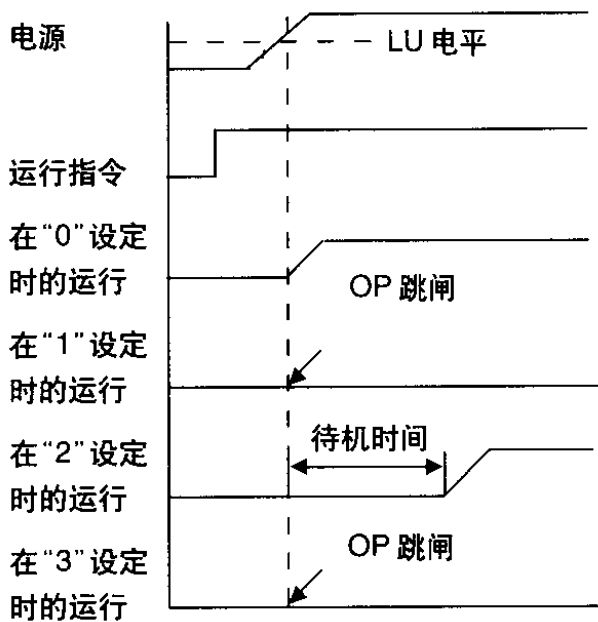 电源
LU 电平
运行指令
在“0”设定
时的运行
OP 跳闸
在“1”设定
时的运行
待机时间
在“2”设定
时的运行
OP 跳闸
在“3”设定
时的运行